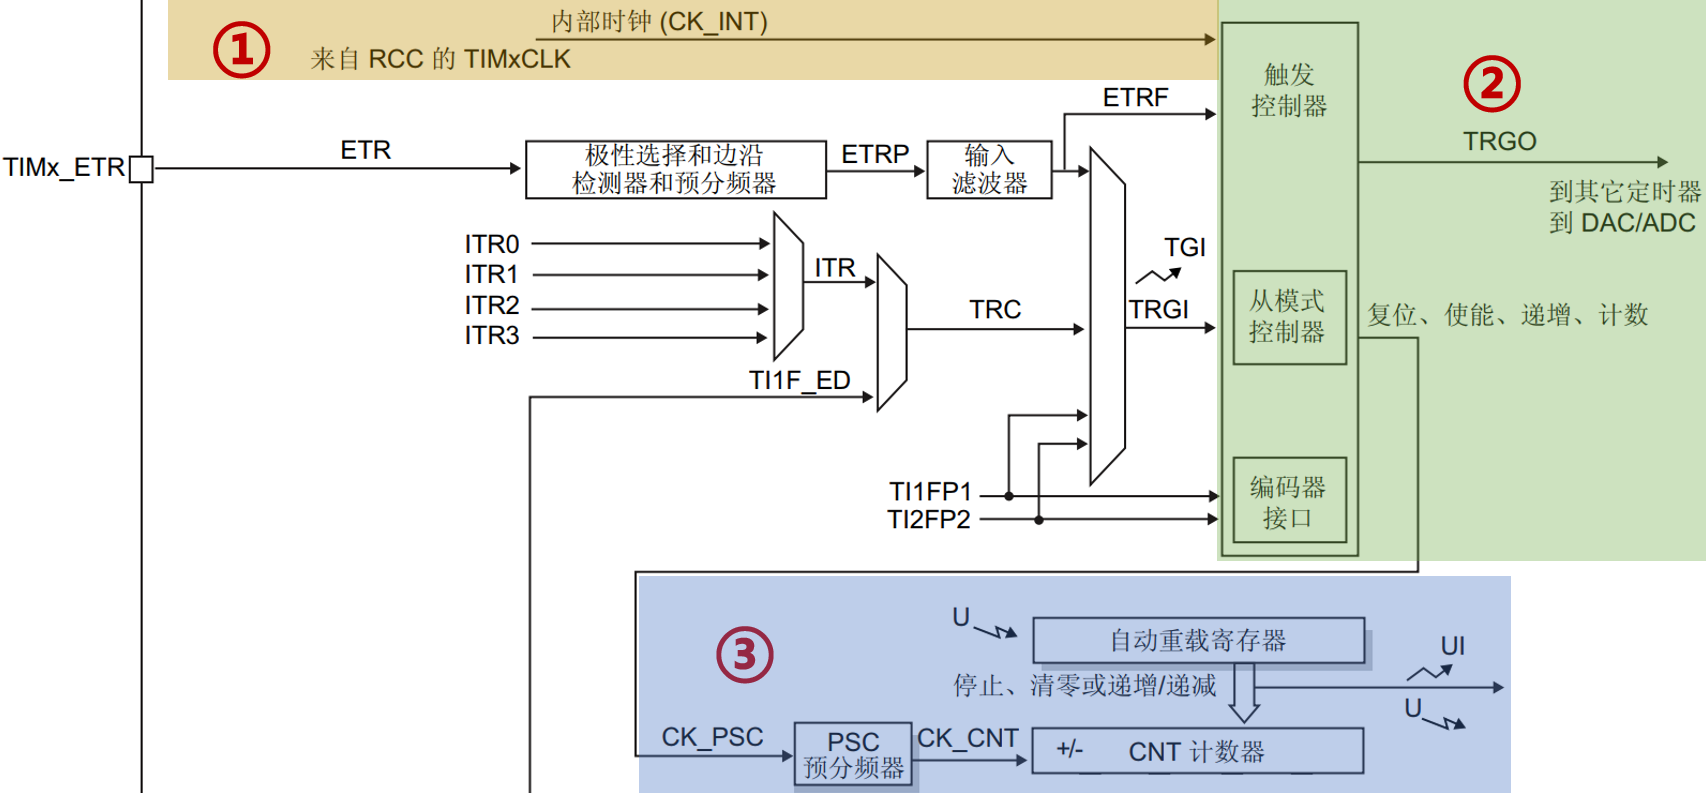 内部时钟 (CK_INT)
①
来自 RCC 的 TIMxCLK
触发
控制器
②
ETRF
TRGO
TIMx_ETR
ETR
极性选择和边沿
检测器和预分频器
ETRP
输入
滤波器
到其它定时器
到 DAC/ADC
ITR0
ITR1
ITR2
ITR3
ITR
TGI
TRC
TRGI
从模式
控制器
复位、使能、递增、计数
TI1F_ED
TI1FP1
TI2FP2
编码器
接口
③
U
自动重载寄存器
UI
停止、清零或递增/递减
U
CK_PSC
PSC
预分频器
CK_CNT
+/-
CNT 计数器